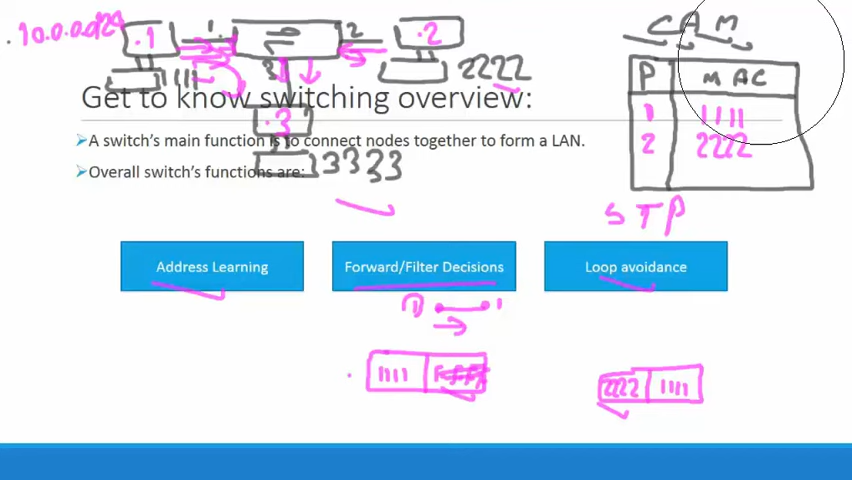 10.0.0.0/24
.1
1
2
.2
CAM
3
1111
2222
P MAC
Get to know switching overview:
1 1111
.3
➢A switch's main function is to connect nodes together to form a LAN.
2 2222
3333
➢Overall switch's functions are:
STP
Address Learning
Forward/Filter Decisions
Loop avoidance
1111
2222 1111